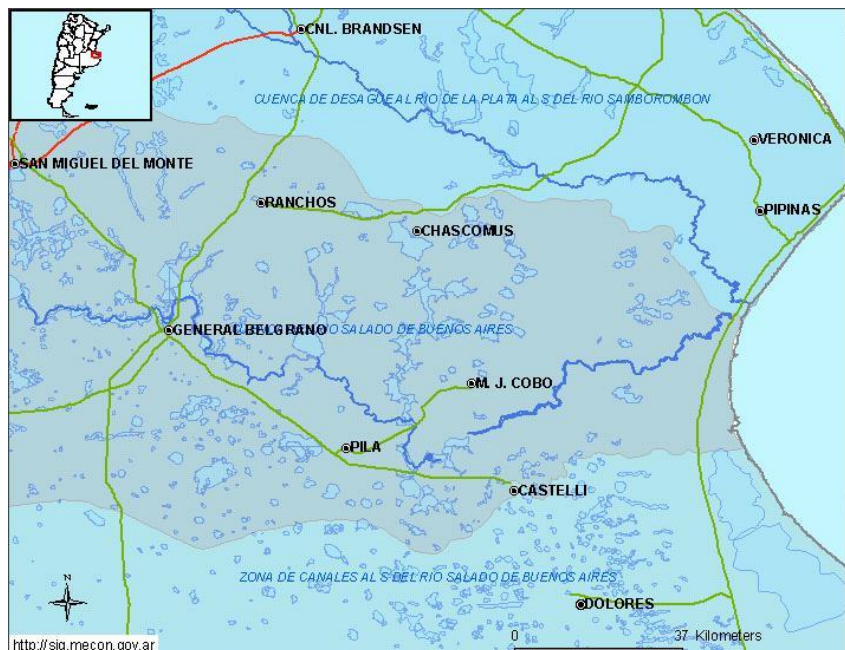 CNL. BRANDSEN
CUENCA DE DESAGUE AL RIO DE LA PLATA AL S DEL RIO SAMBOROMBON
VERONICA
SAN MIGUEL DEL MONTE
RANCHOS
PIPINAS
CHASCOMUS
GENERAL BELGRANO
RIO SALADO DE BUENOS AIRES
M. J. COBO
PILA
CASTELLI
ZONA DE CANALES AL S DEL RIO SALADO DE BUENOS AIRES
N
DOLORES
0 37 Kilometers
http://sig.mecon.gov.ar